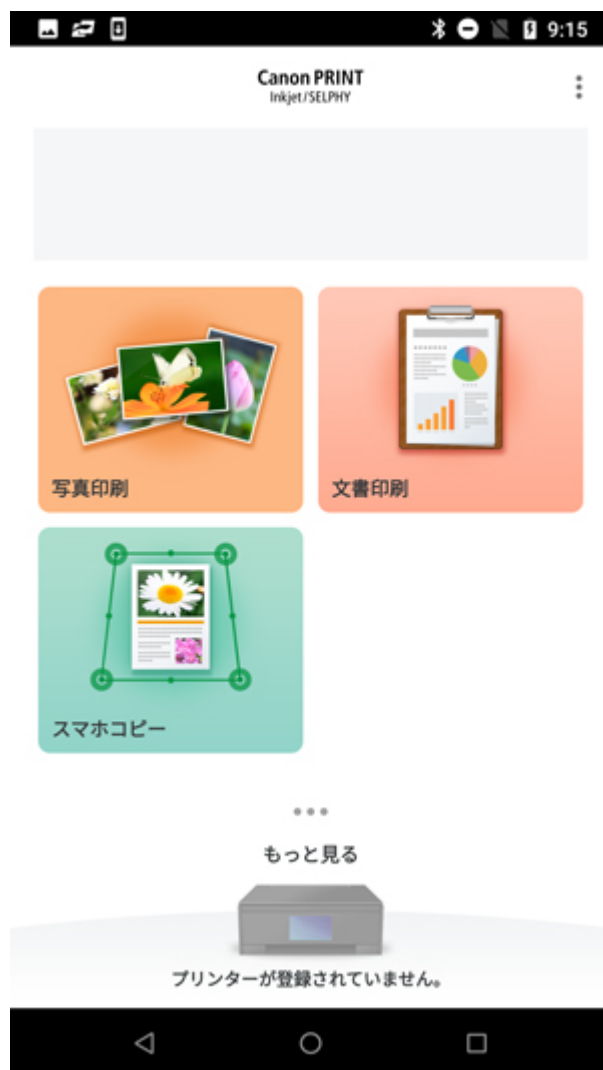 9:15
Canon PRINT
Inkjet/SELPHY
写真印刷
文書印刷
スマホコピー
もっと見る
プリンターが登録されていません。